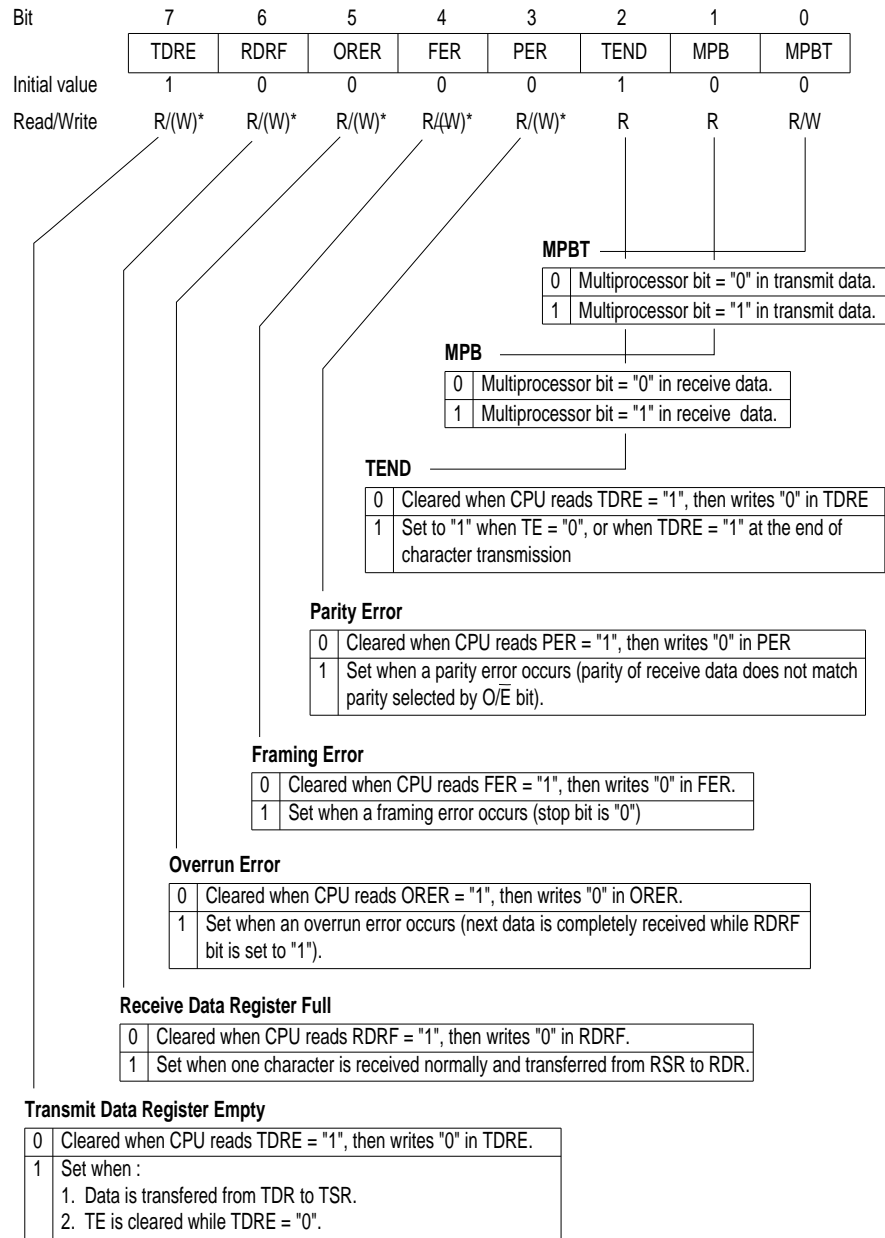 Bit 7 6 5 4 3 2 1 0
TDRE RDRF ORER FER PER TEND MPB MPBT
Initial value 1 0 0 0 0 1 0 0
Read/Write R/(W)* R/(W)* R/(W)* R/(W)* R/(W)* R R R/W
MPBT
0 Multiprocessor bit = "0" in transmit data.
1 Multiprocessor bit = "1" in transmit data.
MPB
0 Multiprocessor bit = "0" in receive data.
1 Multiprocessor bit = "1" in receive data.
TEND
0 Cleared when CPU reads TDRE = "1", then writes "0" in TDRE
1 Set to "1" when TE = "0", or when TDRE = "1" at the end of
character transmission
Parity Error
0 Cleared when CPU reads PER = "1", then writes "0" in PER
1 Set when a parity error occurs (parity of receive data does not match
parity selected by O/E̅ bit).
Framing Error
0 Cleared when CPU reads FER = "1", then writes "0" in FER.
1 Set when a framing error occurs (stop bit is "0")
Overrun Error
0 Cleared when CPU reads ORER = "1", then writes "0" in ORER.
1 Set when an overrun error occurs (next data is completely received while RDRF
bit is set to "1").
Receive Data Register Full
0 Cleared when CPU reads RDRF = "1", then writes "0" in RDRF.
1 Set when one character is received normally and transferred from RSR to RDR.
Transmit Data Register Empty
0 Cleared when CPU reads TDRE = "1", then writes "0" in TDRE.
1 Set when :
1. Data is transfered from TDR to TSR.
2. TE is cleared while TDRE = "0".